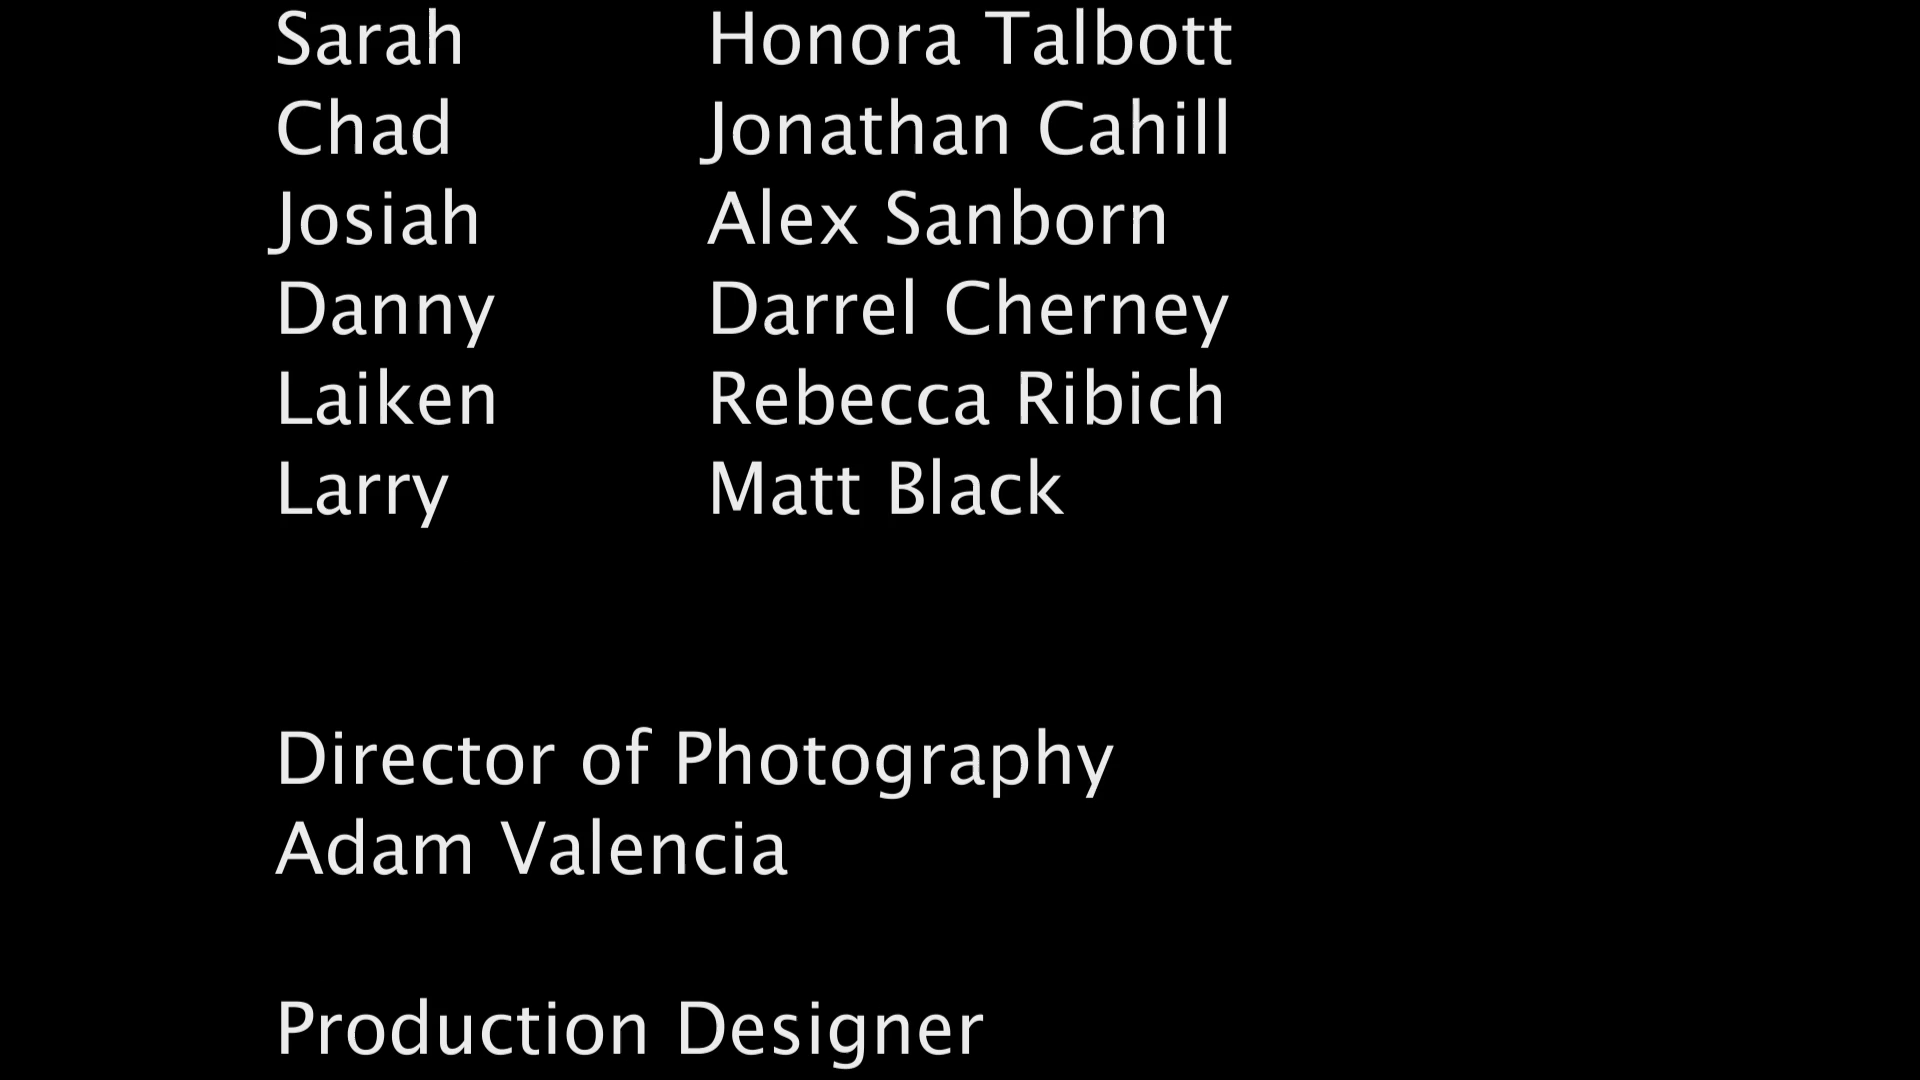 Sarah Honora Talbott
Chad Jonathan Cahill
Josiah Alex Sanborn
Danny Darrel Cherney
Laiken Rebecca Ribich
Larry Matt Black
Director of Photography
Adam Valencia
Production Designer